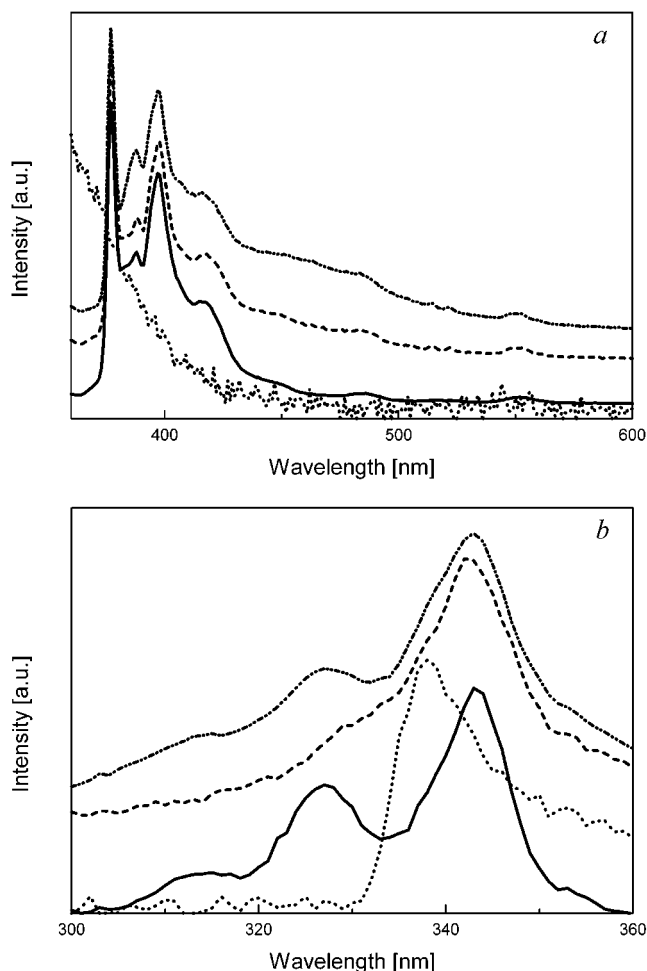 a
Intensity [a.u.]
400
500
600
Wavelength [nm]
b
Intensity [a.u.]
300
320
340
360
Wavelength [nm]